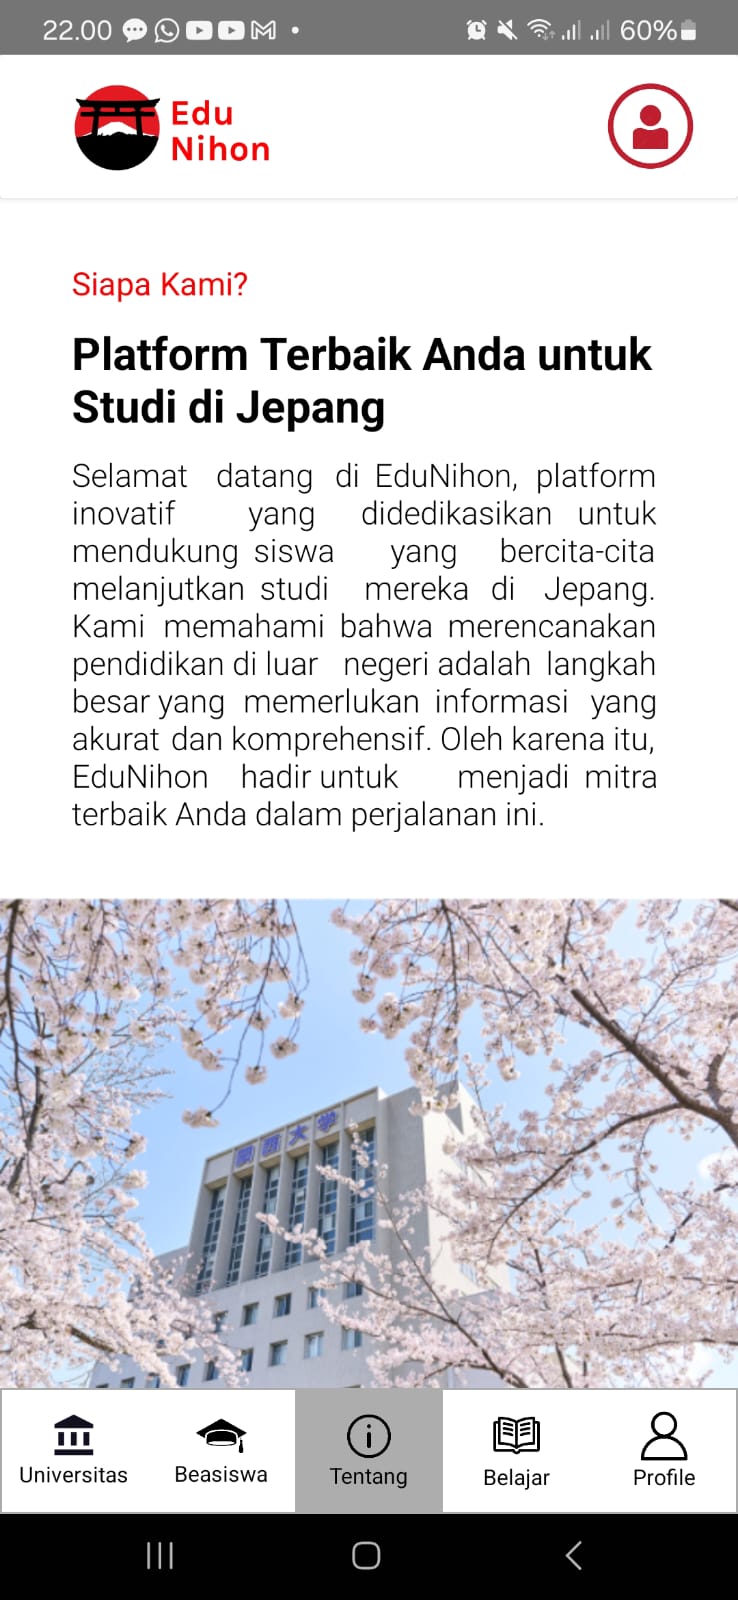 22.00
60%
Edu
Nihon
Siapa Kami?
Platform Terbaik Anda untuk
Studi di Jepang
Selamat datang di EduNihon, platform
inovatif yang didedikasikan untuk
mendukung siswa yang bercita-cita
melanjutkan studi mereka di Jepang.
Kami memahami bahwa merencanakan
pendidikan di luar negeri adalah langkah
besar yang memerlukan informasi yang
akurat dan komprehensif. Oleh karena itu,
EduNihon hadir untuk menjadi mitra
terbaik Anda dalam perjalanan ini.
大学
Universitas
Beasiswa
Tentang
Belajar
Profile